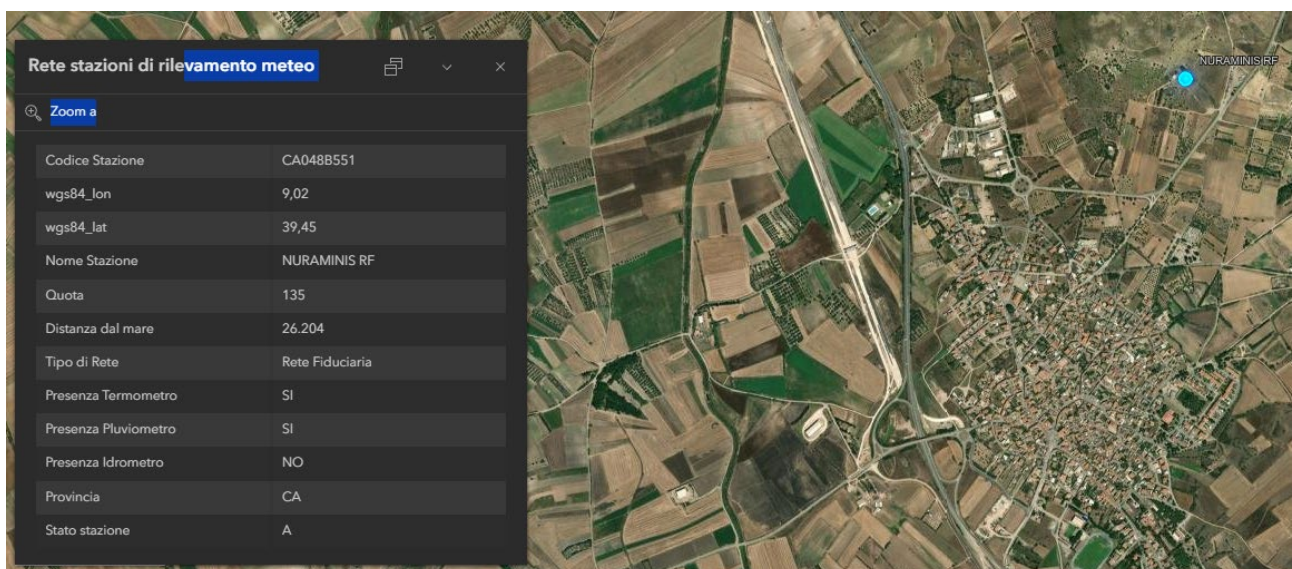 Rete stazioni di rilevamento meteo
Zoom a
Codice Stazione CA048B551
wgs84_lon 9,02
wgs84_lat 39,45
Nome Stazione NURAMINIS RF
Quota 135
Distanza dal mare 26.204
Tipo di Rete Rete Fiduciaria
Presenza Termometro SI
Presenza Pluviometro SI
Presenza Idrometro NO
Provincia CA
Stato stazione A
NURAMINIS RF